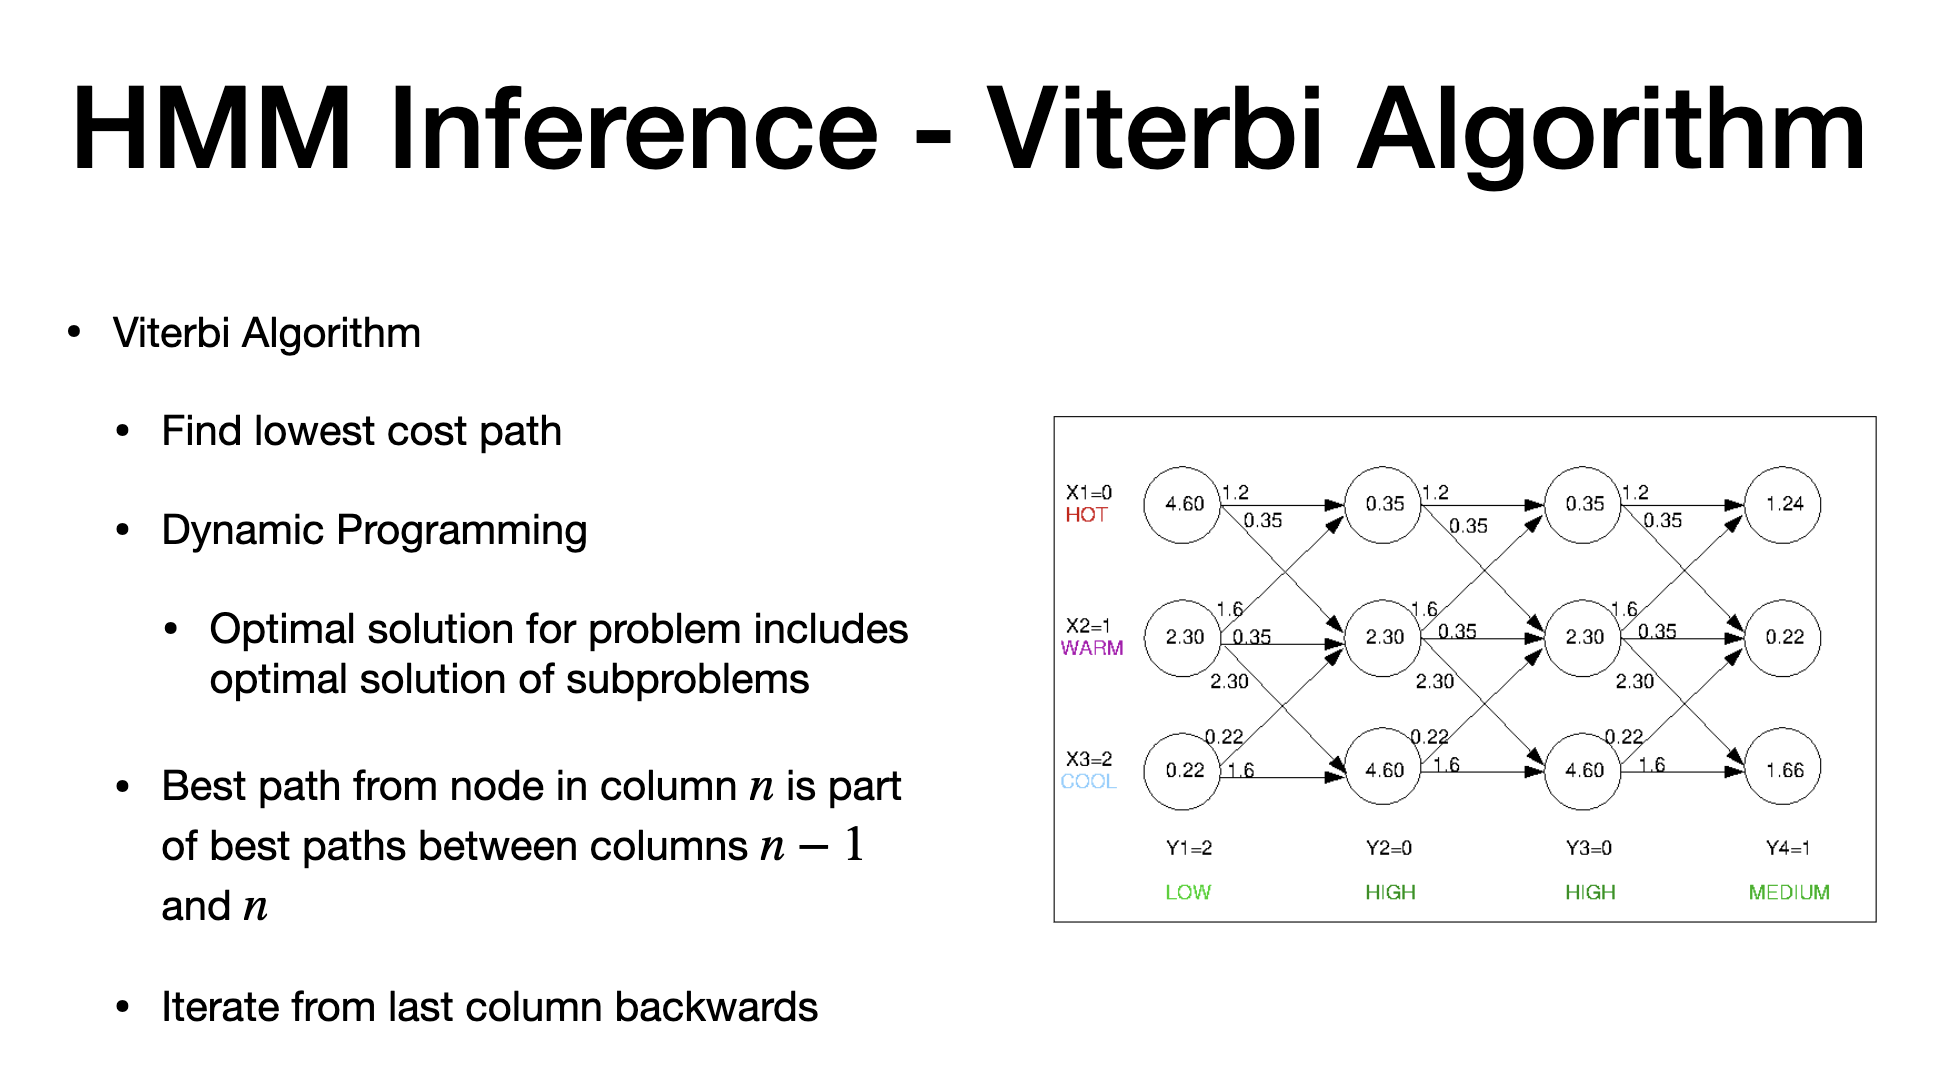 HMM Inference - Viterbi Algorithm
• Viterbi Algorithm
• Find lowest cost path
• Dynamic Programming
• Optimal solution for problem includes
optimal solution of subproblems
• Best path from node in column n is part
of best paths between columns n − 1
and n
• Iterate from last column backwards
X1=0
HOT
4.60 1.2 0.35 1.2 0.35 1.2 1.24
0.35 0.35 0.35
1.6 1.6 1.6
X2=1
WARM
2.30 0.35 2.30 0.35 2.30 0.35 0.22
2.30 2.30 2.30
0.22 0.22 0.22
X3=2
COOL
0.22 1.6 4.60 1.6 4.60 1.6 1.66
Y1=2 Y2=0 Y3=0 Y4=1
LOW HIGH HIGH MEDIUM